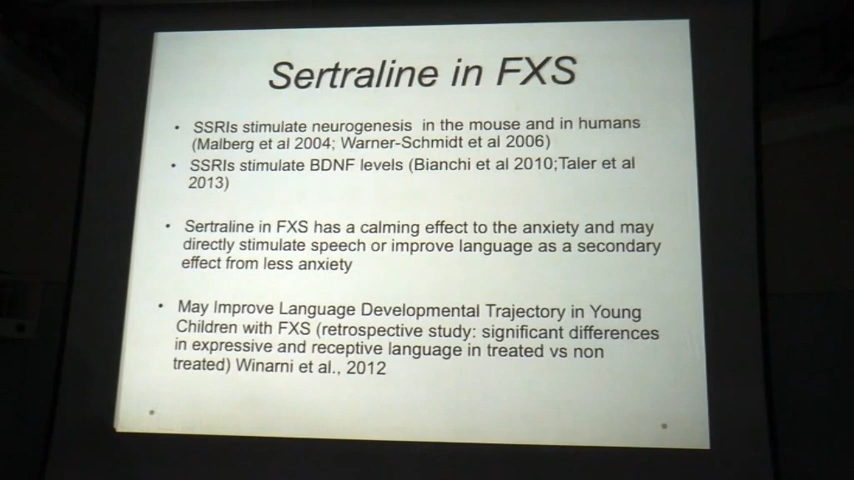 Sertraline in FXS
• SSRIs stimulate neurogenesis in the mouse and in humans
(Malberg et al 2004; Warner-Schmidt et al 2006)
• SSRIs stimulate BDNF levels (Bianchi et al 2010;Taler et al
2013)
• Sertraline in FXS has a calming effect to the anxiety and may
directly stimulate speech or improve language as a secondary
effect from less anxiety
• May Improve Language Developmental Trajectory in Young
Children with FXS (retrospective study: significant differences
in expressive and receptive language in treated vs non
treated) Winarni et al., 2012